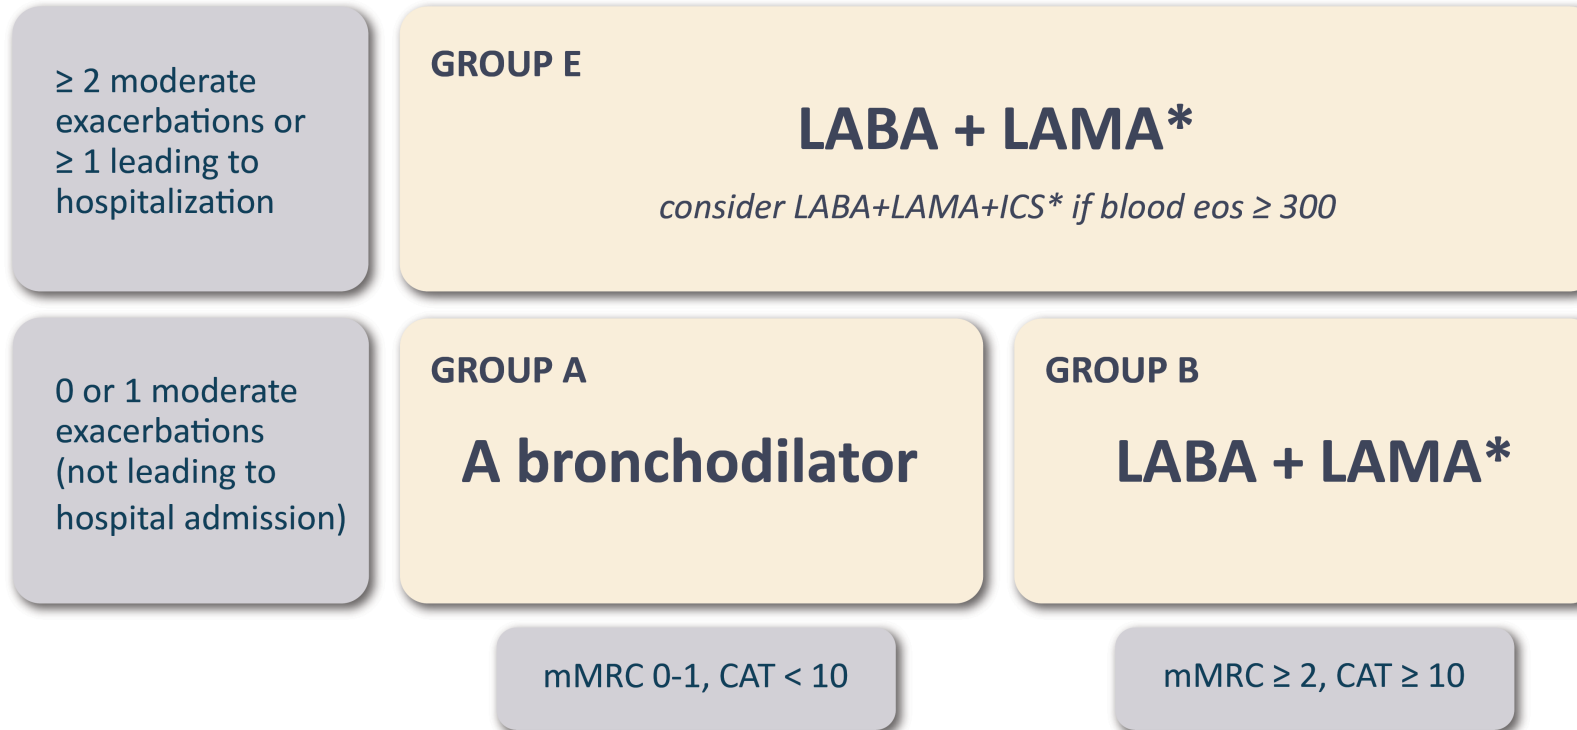 ≥ 2 moderate
exacerbations or
≥ 1 leading to
hospitalization
GROUP E
LABA + LAMA*
consider LABA+LAMA+ICS* if blood eos ≥ 300
0 or 1 moderate
exacerbations
(not leading to
hospital admission)
GROUP A
A bronchodilator
GROUP B
LABA + LAMA*
mMRC 0-1, CAT < 10
mMRC ≥ 2, CAT ≥ 10